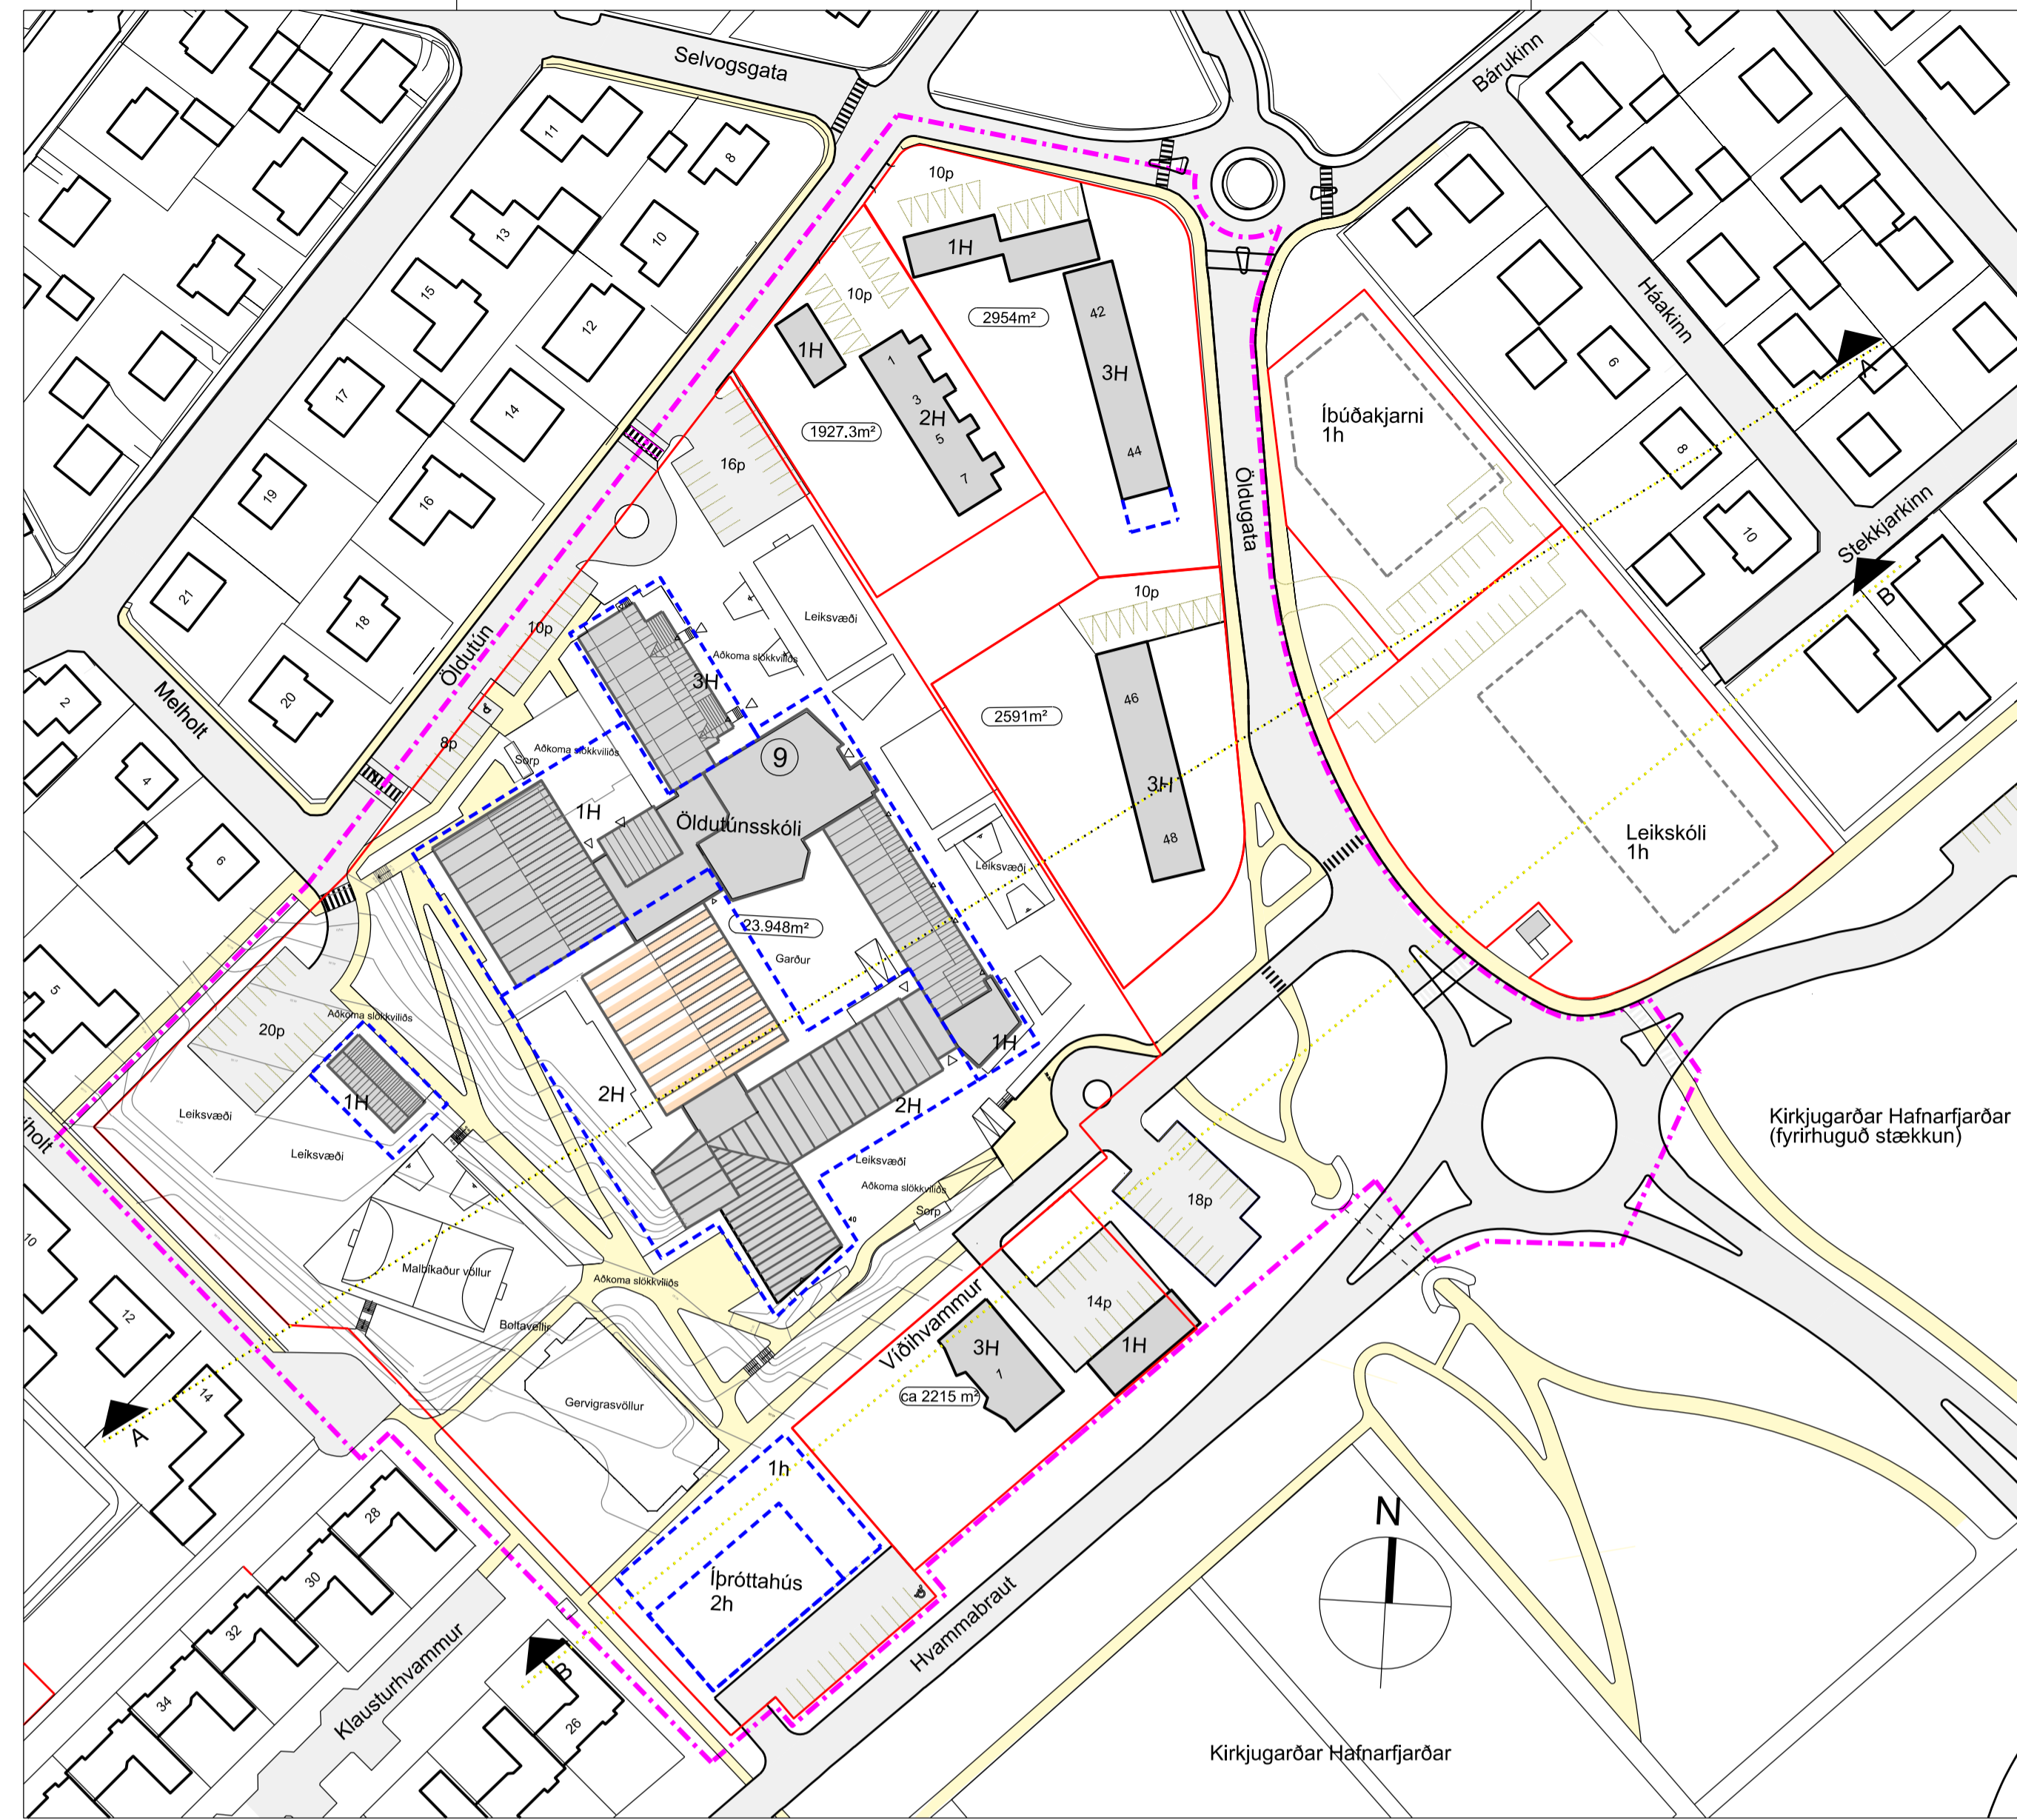 Selvogsgata
Bárukinn
11
8
13
10
15
12
17
14
19
16
21
18
20
10p
1H
10p
2954m²
42
1H
3H
1
3
2H
5
7
44
1927,3m²
16p
Öldugata
Íbúðakjarni
1h
Háakinn
6
8
A
10
Stekkjarkinn
B
Öldutún
10p
8p
Melholt
2
4
6
5
Leiksvæði
Aðkoma slökkviliðs
3H
10p
2591m²
46
3H
48
Aðkoma slökkviliðs
Sorp
1H
9
Öldutúnsskóli
23.948m²
Garður
Leiksvæði
Leikskóli
1h
20p
Aðkoma slökkviliðs
1H
Leiksvæði
Leiksvæði
2H
1H
2H
Leiksvæði
Aðkoma slökkviliðs
Sorp
40
Malbikaður völlur
Boltavellir
Aðkoma slökkviliðs
Gervigrasvöllur
18p
14p
1H
3H
1
Víðihvammur
ca 2215 m²
Kirkjugarðar Hafnarfjarðar
(fyrirhuguð stækkun)
10
12
14
A
28
30
32
34
26
B
Klausturhvammur
1h
Íþróttahús
2h
Hvammabraut
N
Kirkjugarðar Hafnarfjarðar